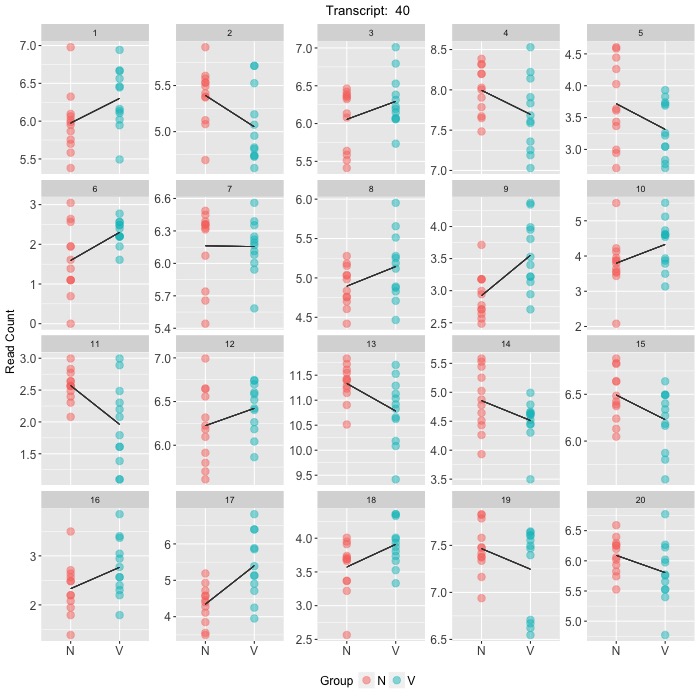 Transcript: 40
1 2 3 4 5
7.0 6.5 6.0 5.5
5.5 5.0
7.0 6.5 6.0 5.5
8.5 8.0 7.5 7.0
4.5 4.0 3.5 3.0
6 7 8 9 10
3 2 1 0
6.6 6.3 6.0 5.7 5.4
6.0 5.5 5.0 4.5
4.0 3.5 3.0 2.5
5 4 3 2
Read Count
11 12 13 14 15
3.0 2.5 2.0 1.5
7.0 6.5 6.0
11.5 11.0 10.5 10.0 9.5
5.5 5.0 4.5 4.0 3.5
6.5 6.0
16 17 18 19 20
3 2
6 5 4
4.0 3.5 3.0 2.5
8.0 7.5 7.0 6.5
6.5 6.0 5.5 5.0
N V N V N V N V N V
Group N V